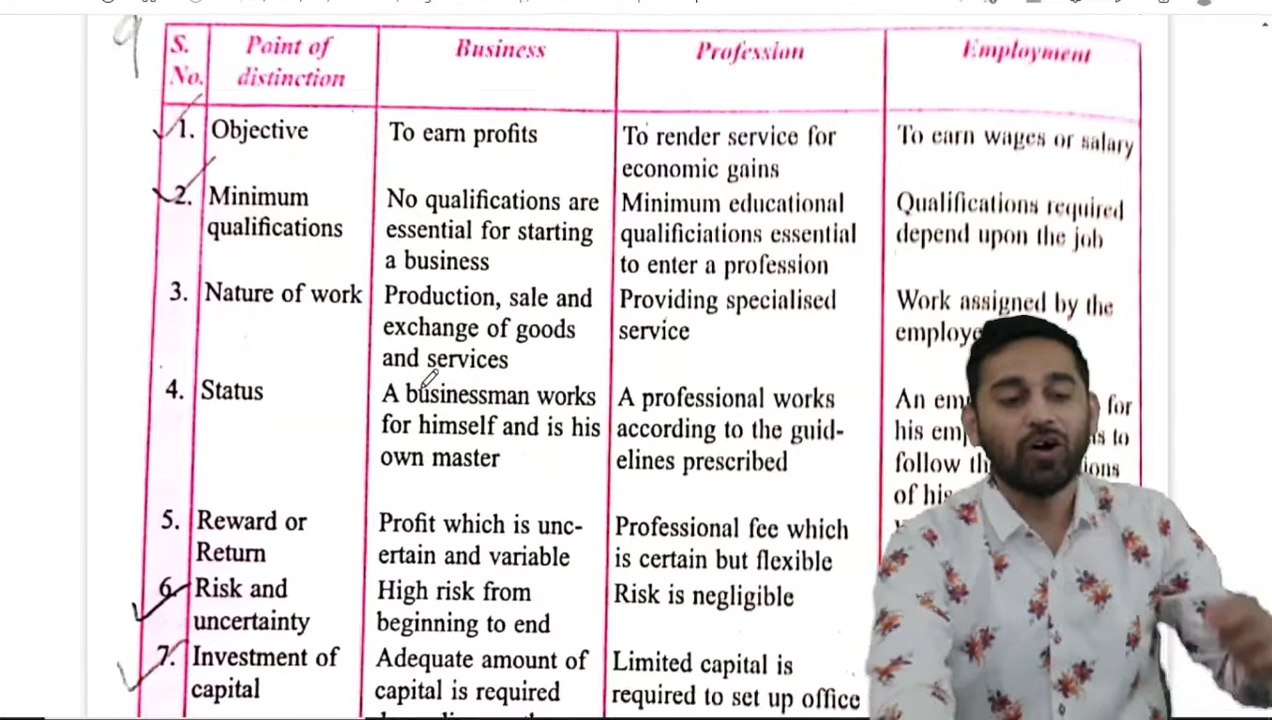 9
S. No.
Point of distinction
Business
Profession
Employment
1. Objective
To earn profits
To render service for
economic gains
To earn wages or salary
2. Minimum
qualifications
No qualifications are
essential for starting
a business
Minimum educational
qualificiations essential
to enter a profession
Qualifications required
depend upon the job
3. Nature of work
Production, sale and
exchange of goods
and services
Providing specialised
service
Work assigned by the
4. Status
A businessman works
for himself and is his
own master
A professional works
according to the guid-
elines prescribed
An for
his to
follow
of his
5. Reward or
Return
Profit which is unc-
ertain and variable
Professional fee which
is certain but flexible
6. Risk and
uncertainty
High risk from
beginning to end
Risk is negligible
7. Investment of
capital
Adequate amount of
capital is required
Limited capital is
required to set up office